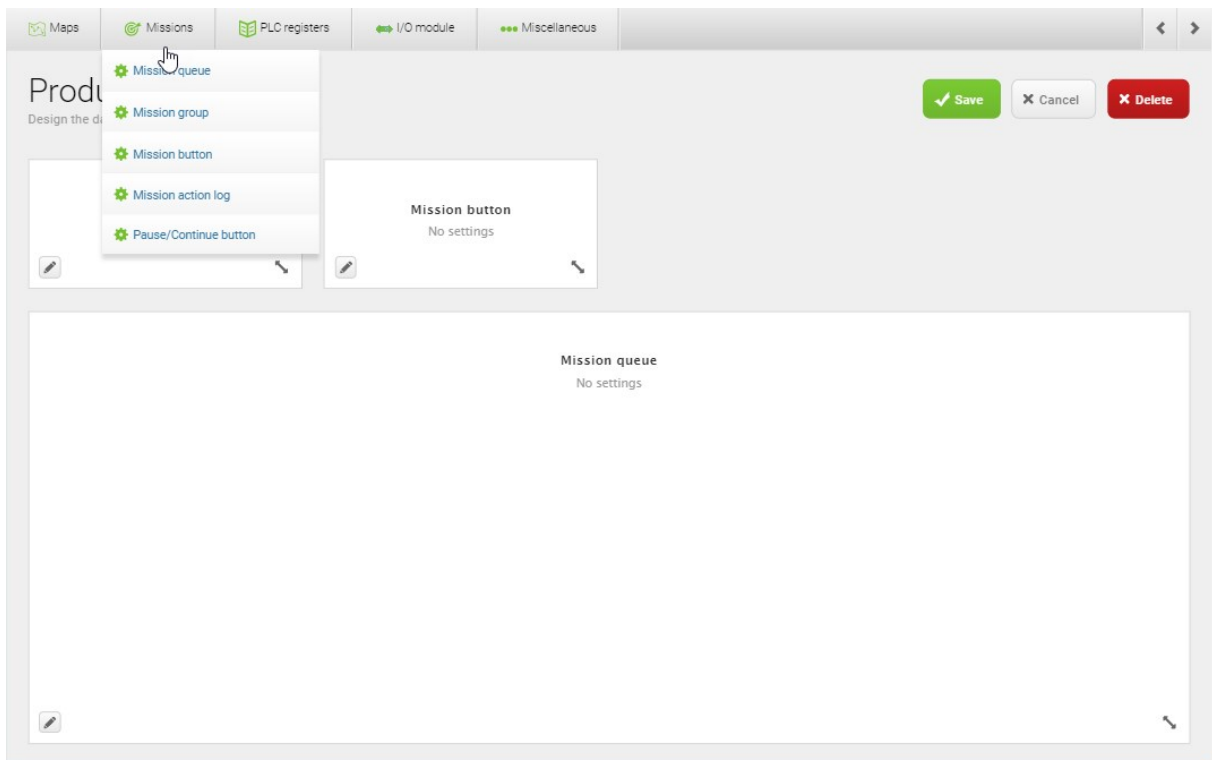 Maps Missions PLC registers I/O module Miscellaneous
Mission queue
Produ
Save Cancel Delete
Design the da
Mission group
Mission button
Mission action log
Pause/Continue button
Mission button
No settings
Mission queue
No settings